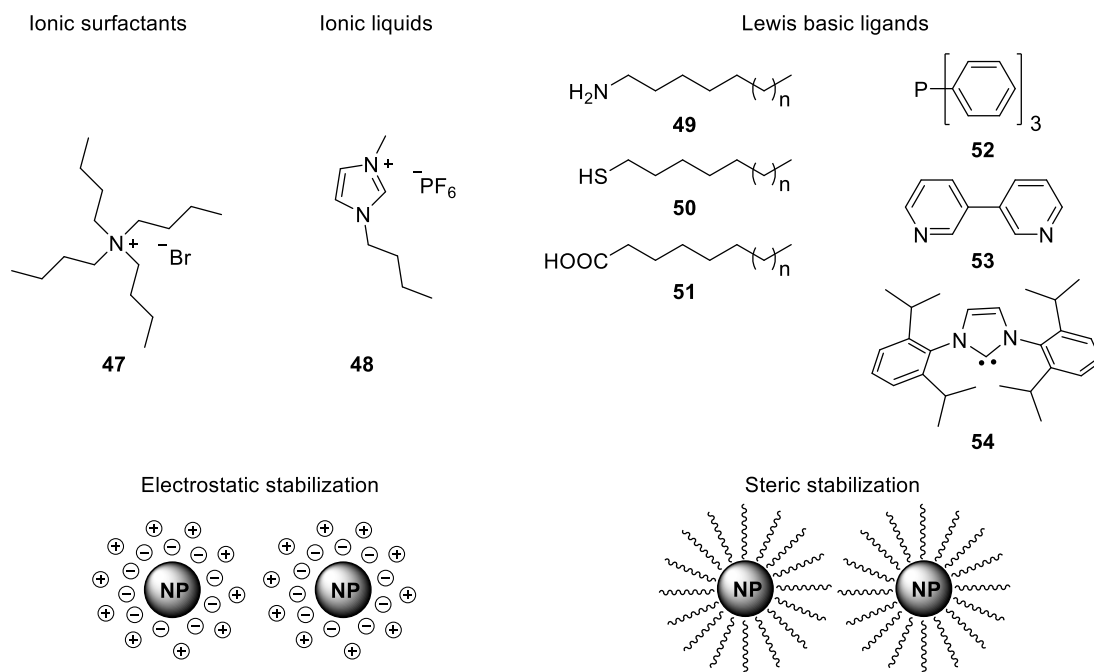 Ionic surfactants
Ionic liquids
Lewis basic ligands
N
+
−
Br
47
N
+
N
−
PF6
48
H2N
n
49
HS
n
50
HOOC
n
51
P
3
52
N
N
53
N
N
54
Electrostatic stabilization
NP
NP
Steric stabilization
NP
NP